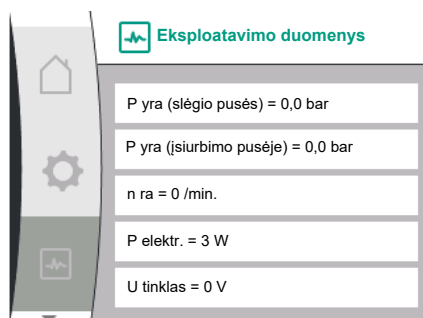 Eksploatavimo duomenys
P yra (slėgio pusės) = 0,0 bar
P yra (įsiurbimo pusėje) = 0,0 bar
n ra = 0 /min.
P elektr. = 3 W
U tinklas = 0 V